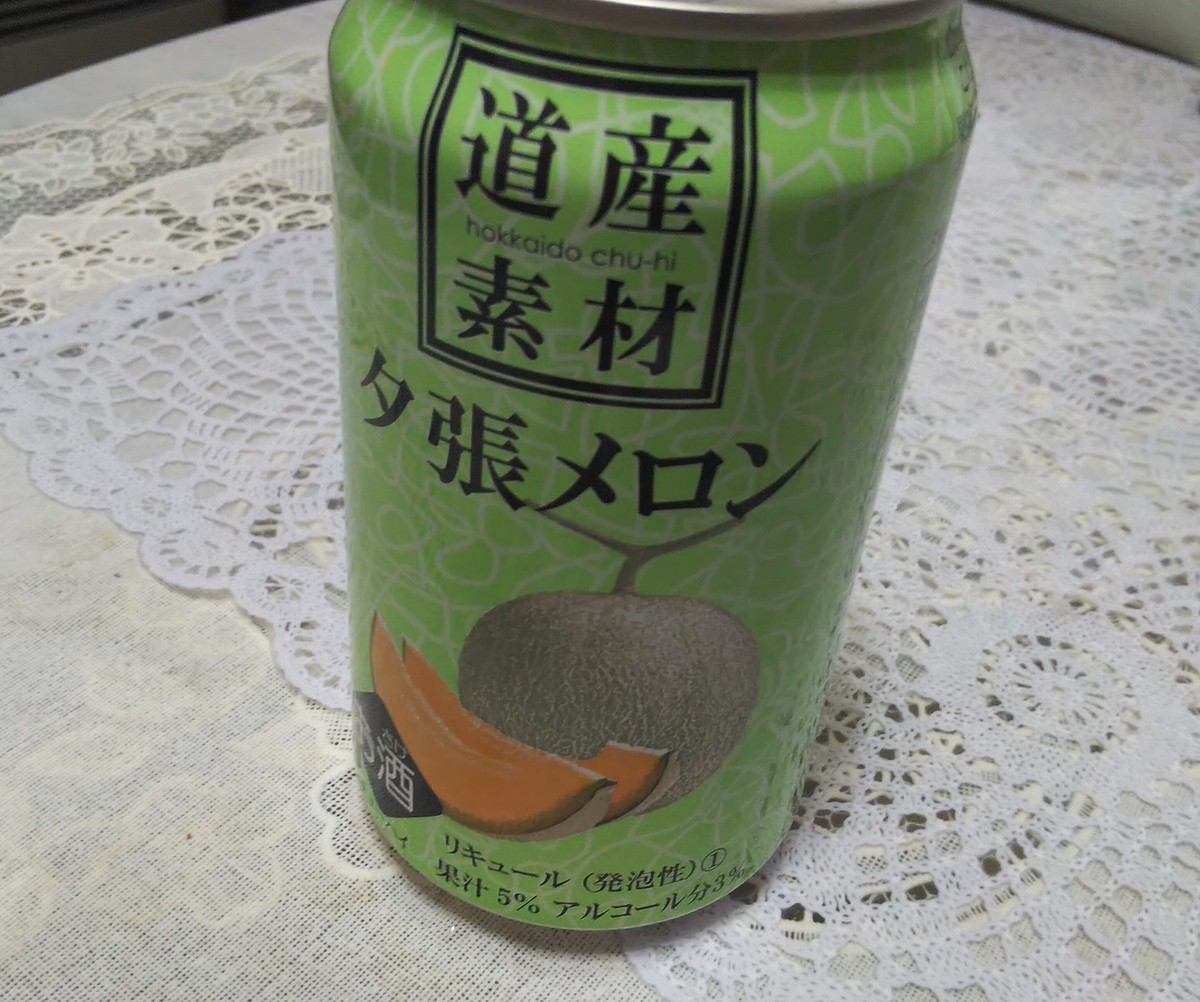 道産
hokkaido chu-hi
素材
夕張メロン
お酒
リキュール（発泡性）①
果汁5% アルコール分3%